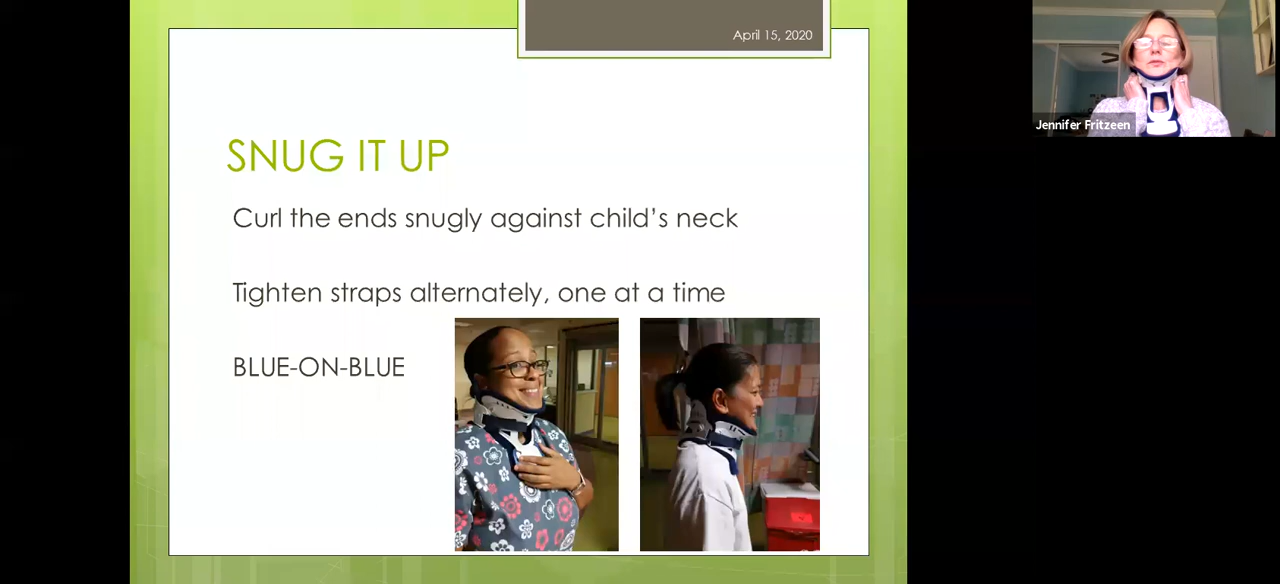 April 15, 2020
Jennifer Fritzeen
SNUG IT UP
Curl the ends snugly against child’s neck
Tighten straps alternately, one at a time
BLUE-ON-BLUE